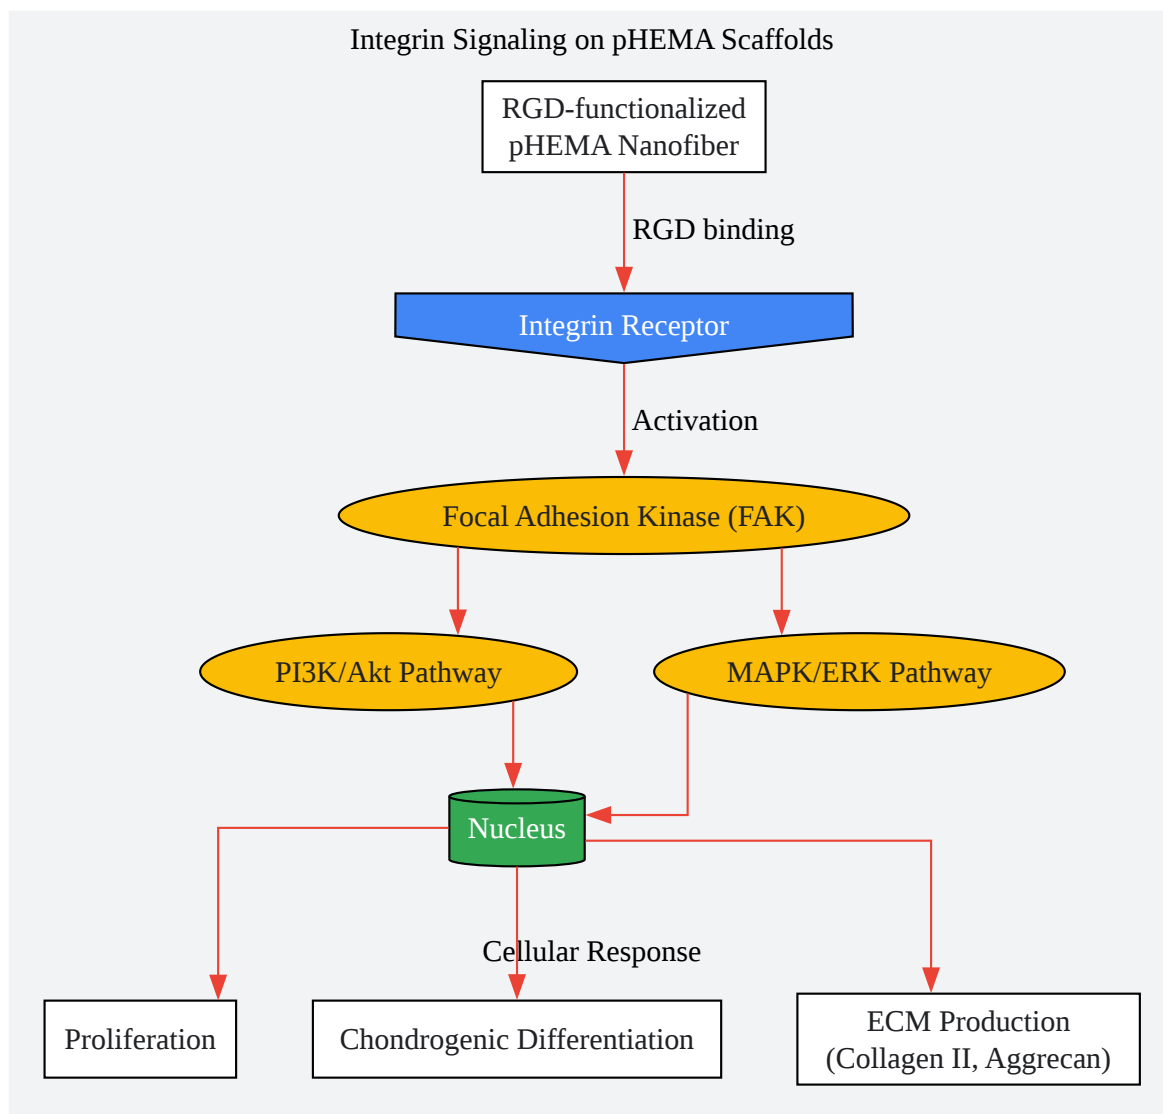 Integrin Signaling on pHEMA Scaffolds
RGD-functionalized
pHEMA Nanofiber
RGD binding
Integrin Receptor
Activation
Focal Adhesion Kinase (FAK)
PI3K/Akt Pathway
MAPK/ERK Pathway
Nucleus
Cellular Response
Proliferation
Chondrogenic Differentiation
ECM Production
(Collagen II, Aggrecan)